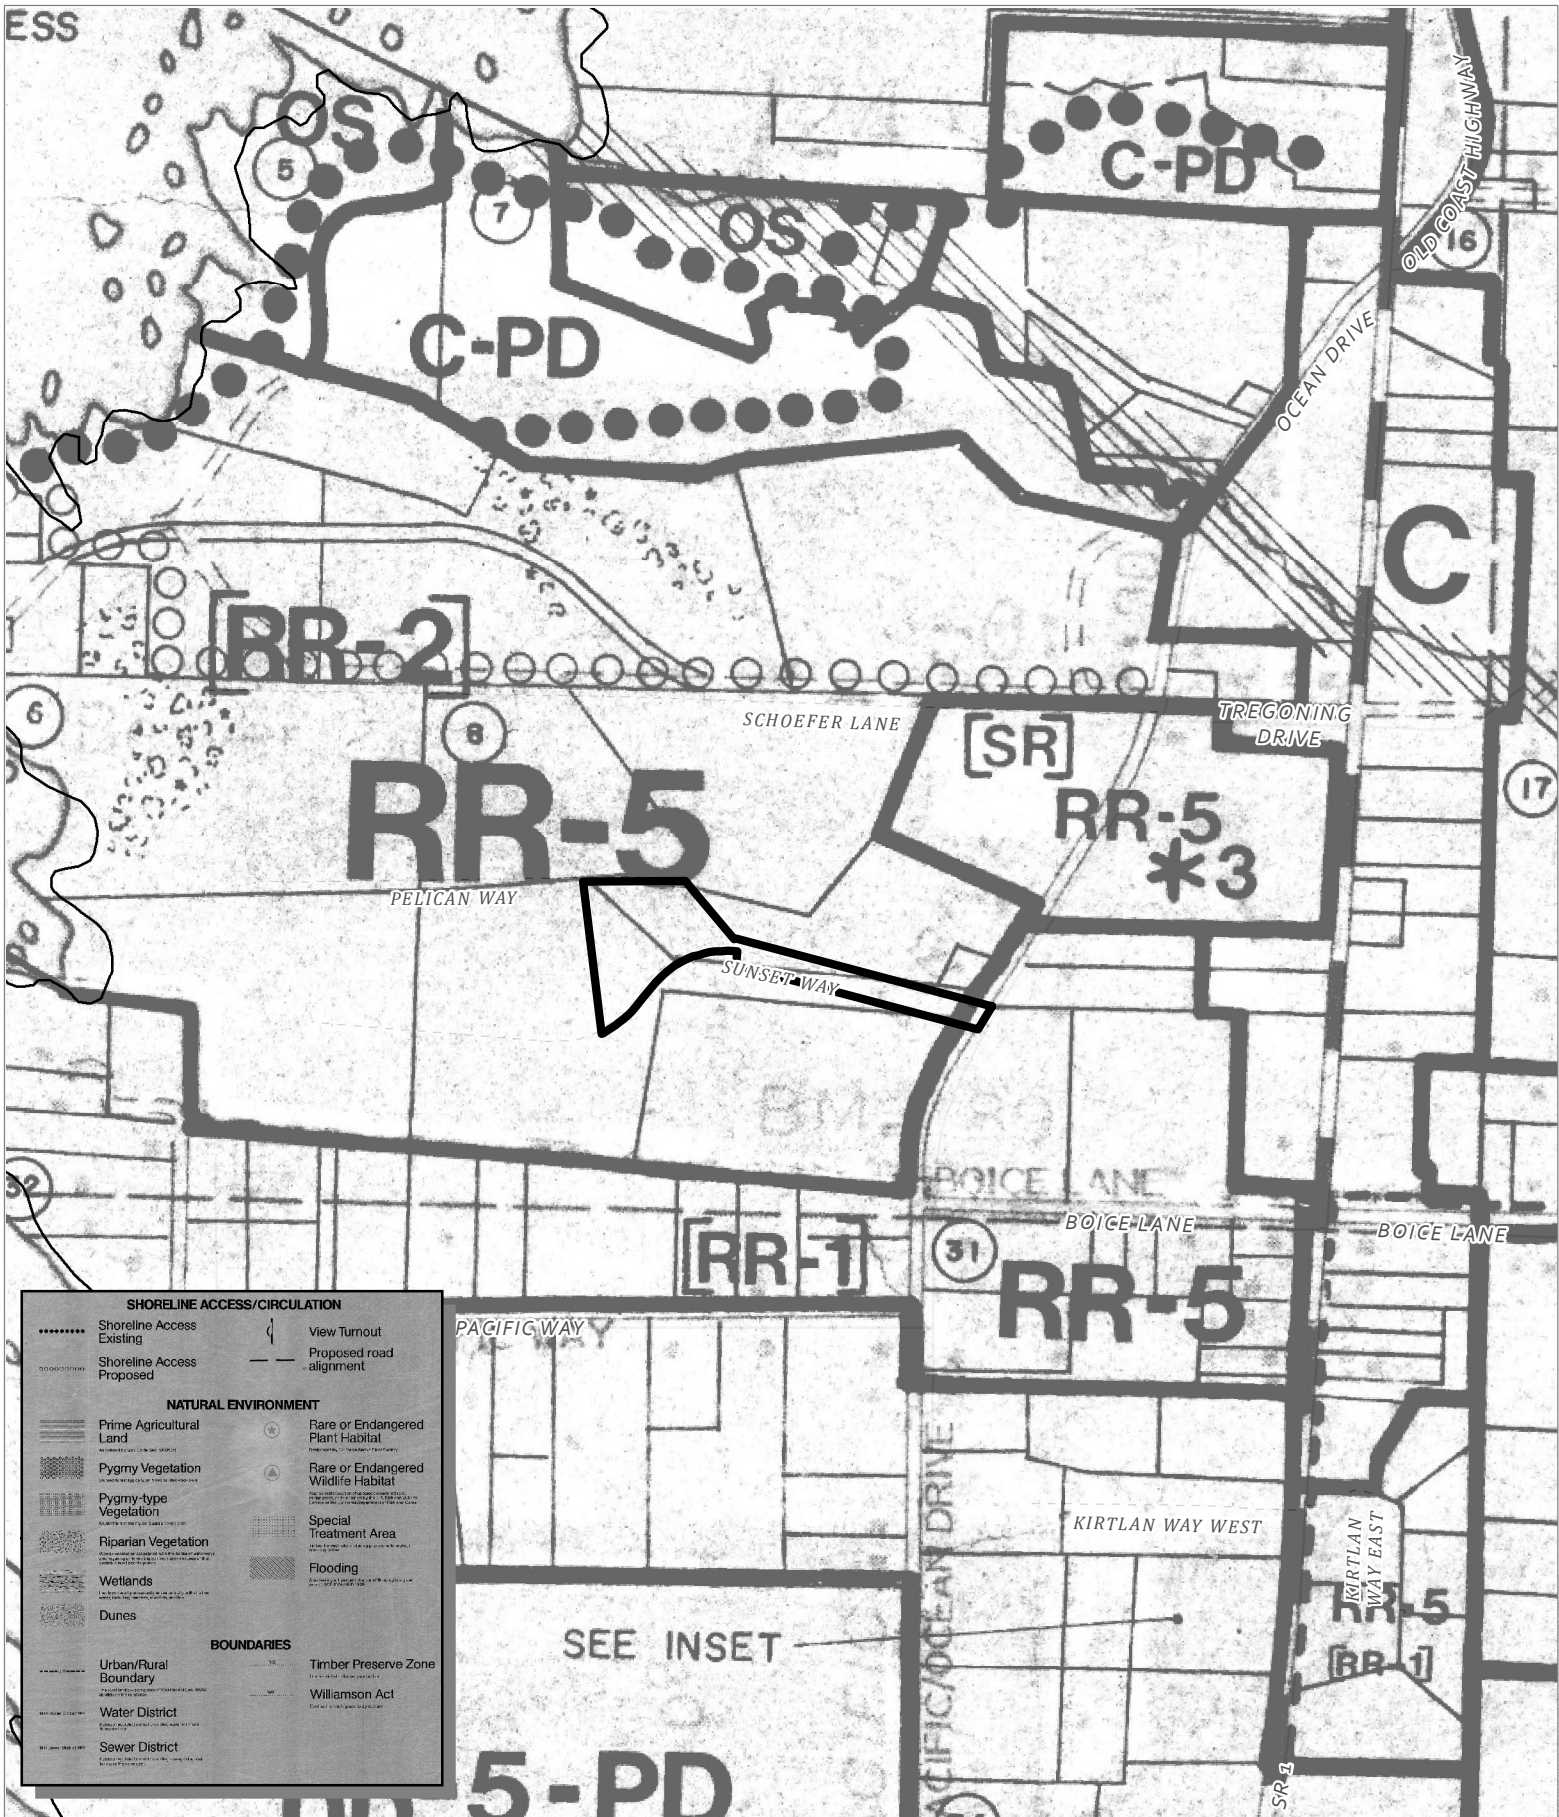 ESS
OS
5
7
OS
C-PD
C-PD
OLD COAST HIGHWAY
16
OCEAN DRIVE
C
[RR-2]
6
8
SCHOEFER LANE
TREGONING
DRIVE
[SR]
RR-5
*3
17
RR-5
PELICAN WAY
SUNSET WAY
PO
BOICE LANE
BOICE LANE
BOICE LANE
32
[RR-1]
31
RR-5
PACIFIC WAY
KIRTLAN WAY WEST
KIRTLAN
WAY EAST
RR-5
[RR-1]
SEE INSET
CIFIC/OCEAN DRIVE
5-PD
SR 1
SHORELINE ACCESS/CIRCULATION
Shoreline Access
Existing
View Turnout
Shoreline Access
Proposed
Proposed road
alignment
NATURAL ENVIRONMENT
Prime Agricultural
Land
Rare or Endangered
Plant Habitat
Pygmy Vegetation
Rare or Endangered
Wildlife Habitat
Pygmy-type
Vegetation
Special
Treatment Area
Riparian Vegetation
Flooding
Wetlands
Dunes
BOUNDARIES
Urban/Rural
Boundary
Timber Preserve Zone
Williamson Act
Water District
Sewer District